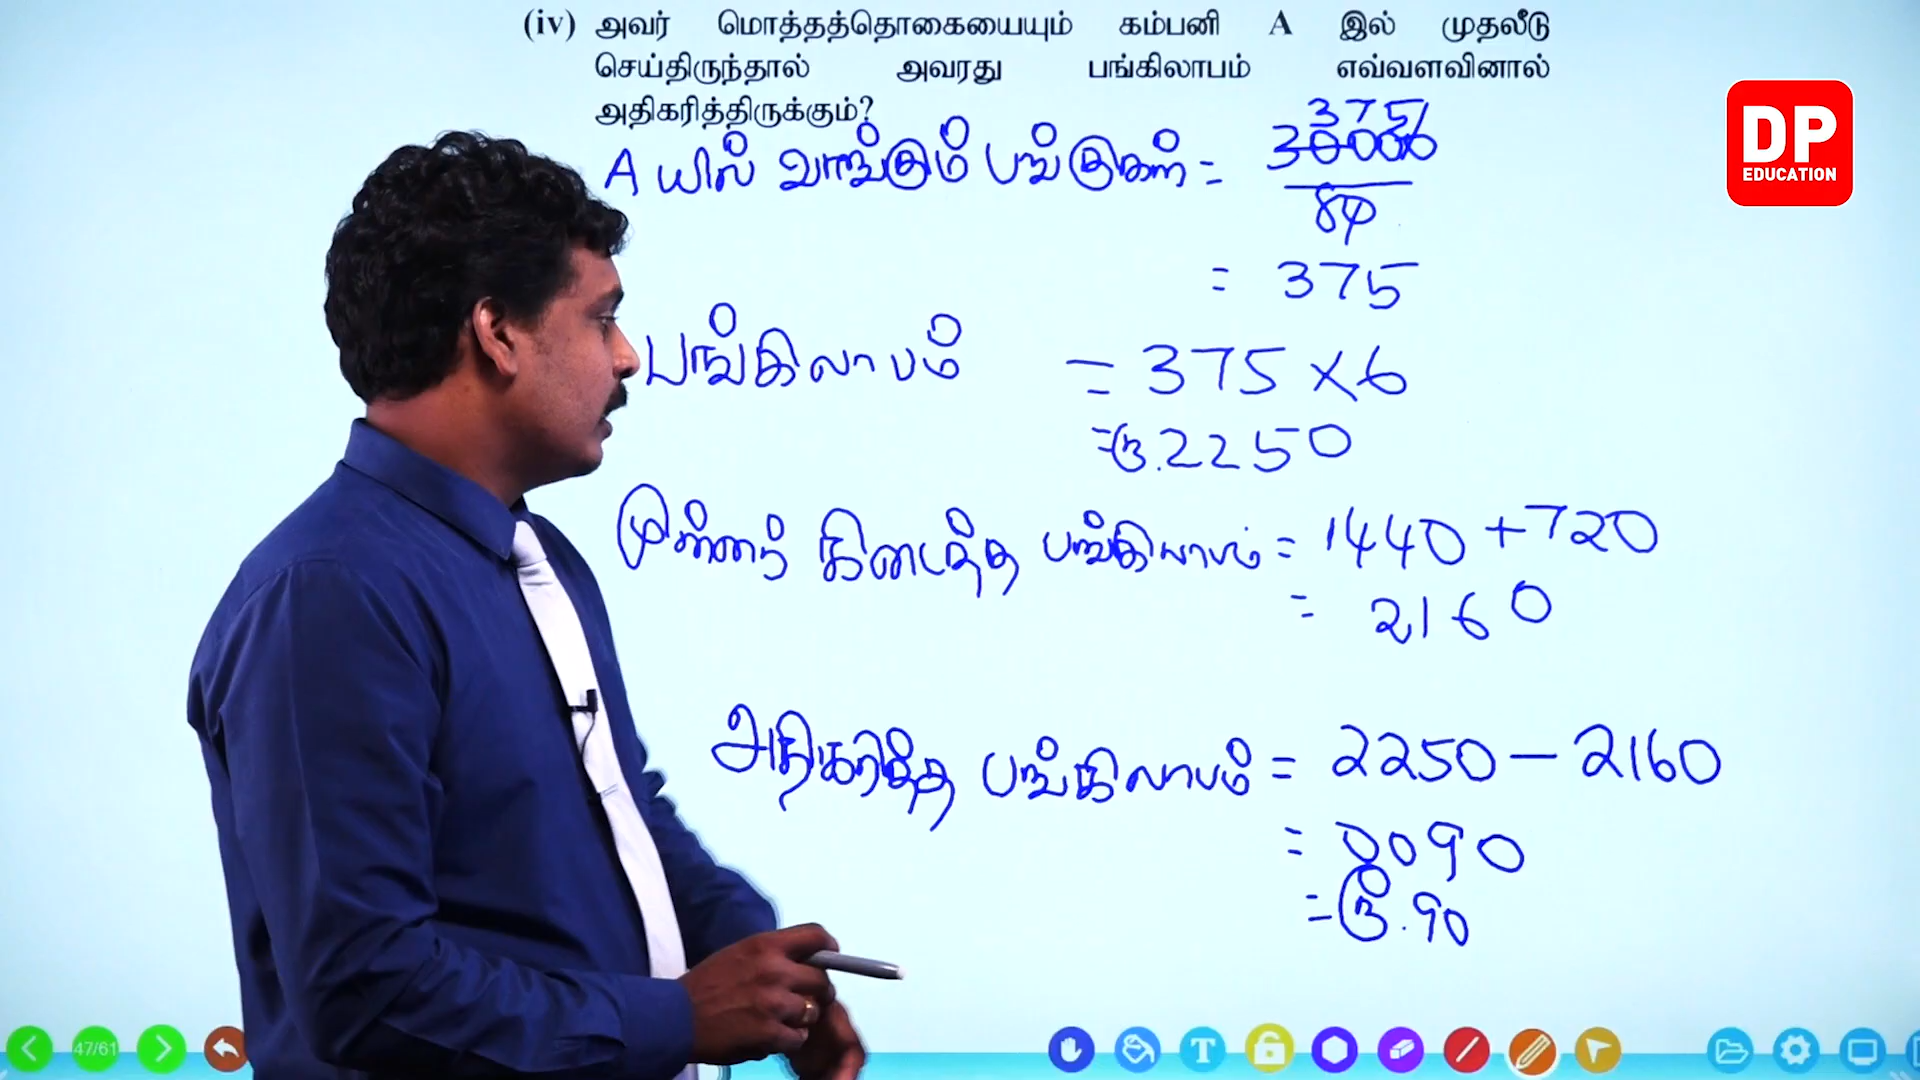 (iv) அவர் மொத்தத்தொகையையும் கம்பனி A இல் முதலீடு
செய்திருந்தால் அவரது பங்கிலாபம் எவ்வளவினால்
அதிகரித்திருக்கும்?
375
A யில் வாங்கும் பங்குகள் = 30000
80
= 375
பங்கிலாபம் = 375 × 6
= ரூ.2250
முன்னர் கிடைத்த பங்கிலாபம் = 1440 + 720
= 2160
அதிகரித்த பங்கிலாபம் = 2250 – 2160
= 0090
= ரூ.90
DP
EDUCATION
47/61
T